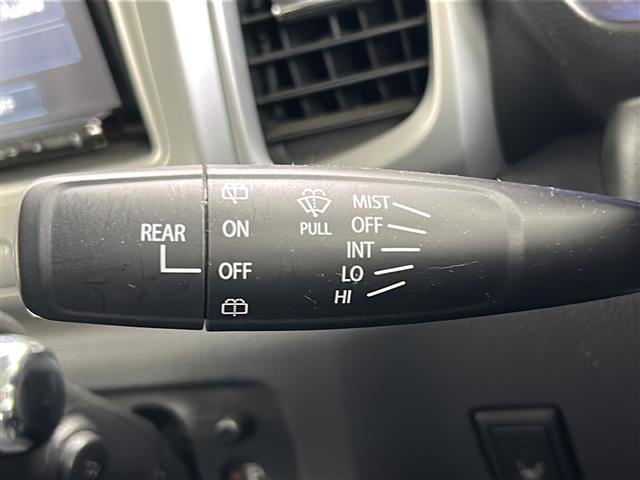 REAR
ON
OFF
PULL
MIST
OFF
INT
LO
HI